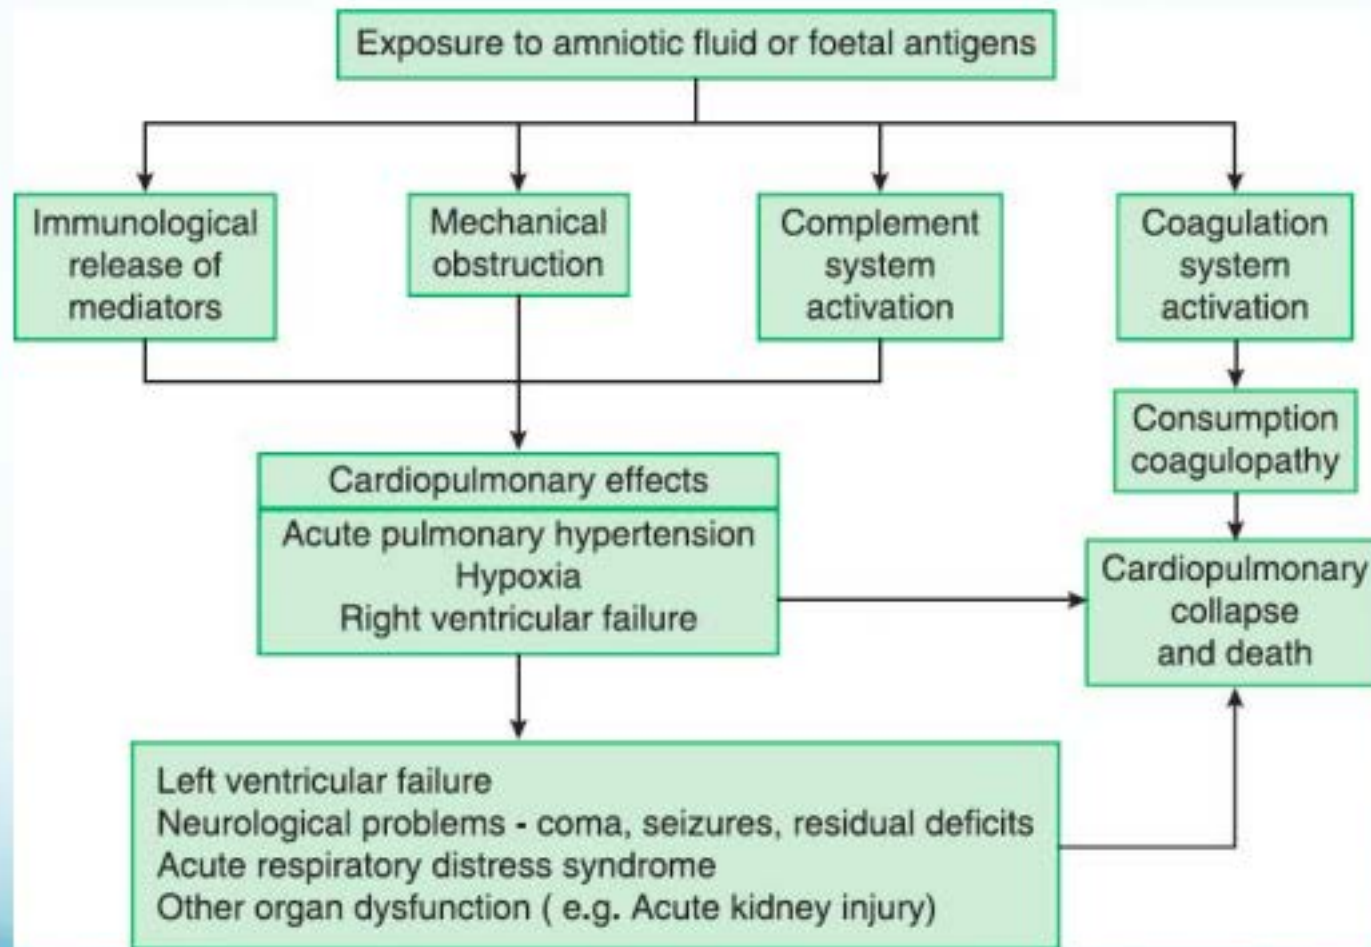 Exposure to amniotic fluid or foetal antigens
Immunological
release of
mediators
Mechanical
obstruction
Complement
system
activation
Coagulation
system
activation
Consumption
coagulopathy
Cardiopulmonary effects
Acute pulmonary hypertension
Hypoxia
Right ventricular failure
Cardiopulmonary
collapse
and death
Left ventricular failure
Neurological problems - coma, seizures, residual deficits
Acute respiratory distress syndrome
Other organ dysfunction ( e.g. Acute kidney injury)